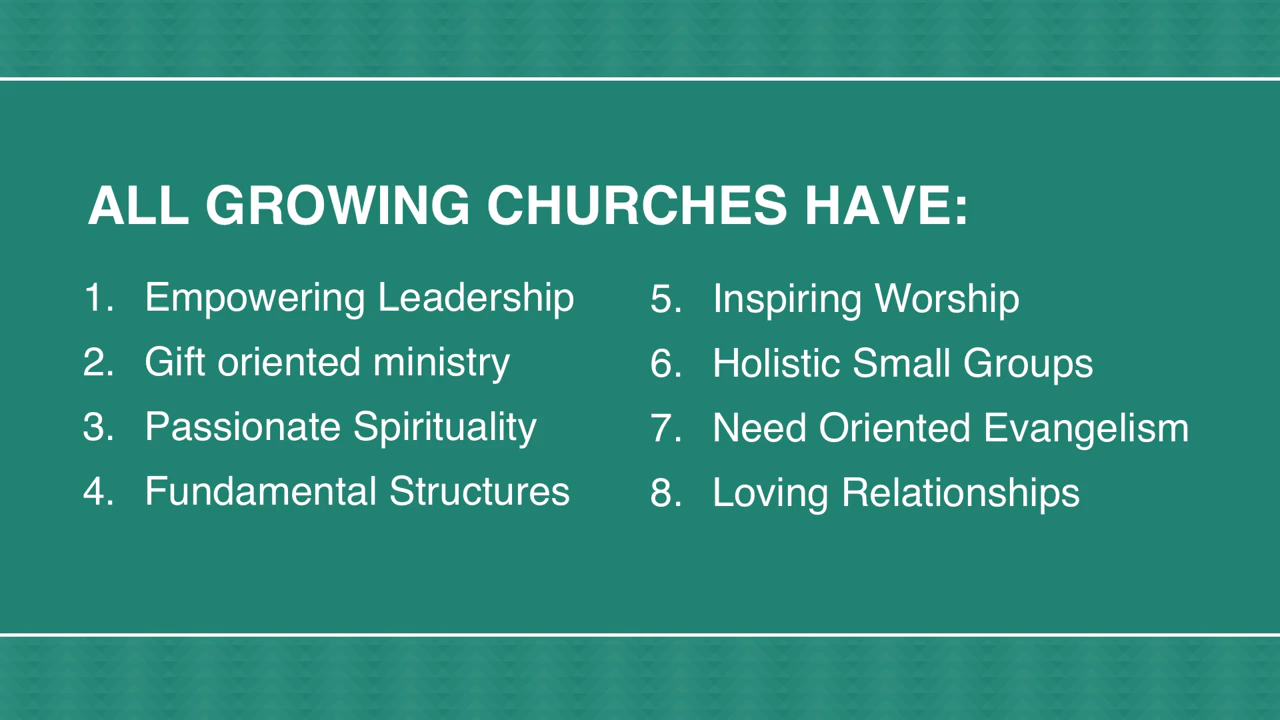 ALL GROWING CHURCHES HAVE:
1. Empowering Leadership
2. Gift oriented ministry
3. Passionate Spirituality
4. Fundamental Structures
5. Inspiring Worship
6. Holistic Small Groups
7. Need Oriented Evangelism
8. Loving Relationships